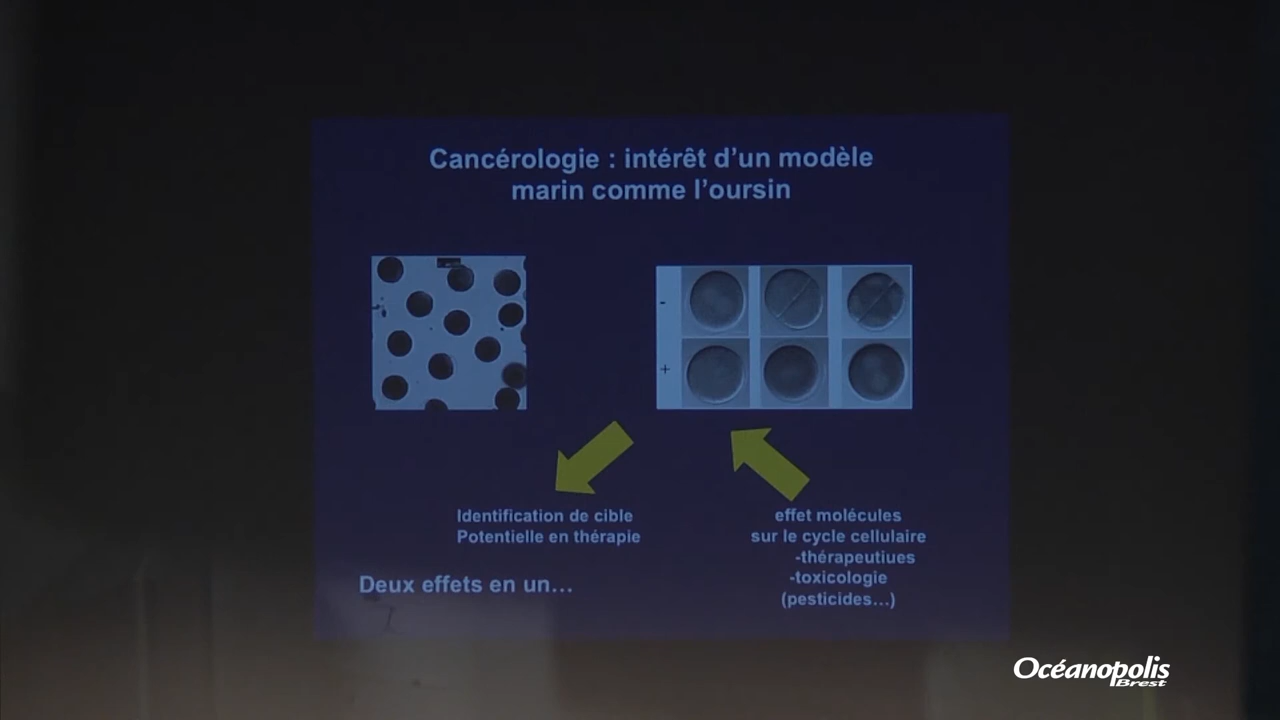 Cancérologie : intérêt d'un modèle
marin comme l'oursin
-
+
Identification de cible
Potentielle en thérapie
effet molécules
sur le cycle cellulaire
-thérapeutiues
-toxicologie
(pesticides...)
Deux effets en un...
Océanopolis
Brest